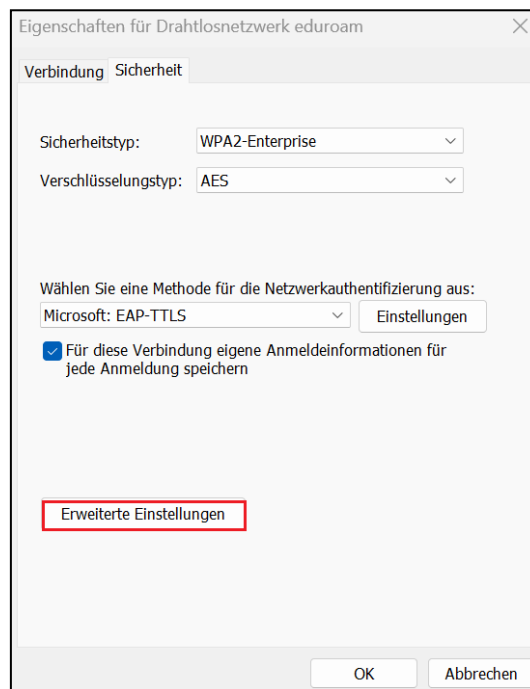 Eigenschaften für Drahtlosnetzwerk eduroam
Verbindung Sicherheit
Sicherheitstyp: WPA2-Enterprise
Verschlüsselungstyp: AES
Wählen Sie eine Methode für die Netzwerkauthentifizierung aus:
Microsoft: EAP-TTLS Einstellungen
Für diese Verbindung eigene Anmeldeinformationen für
jede Anmeldung speichern
Erweiterte Einstellungen
OK Abbrechen